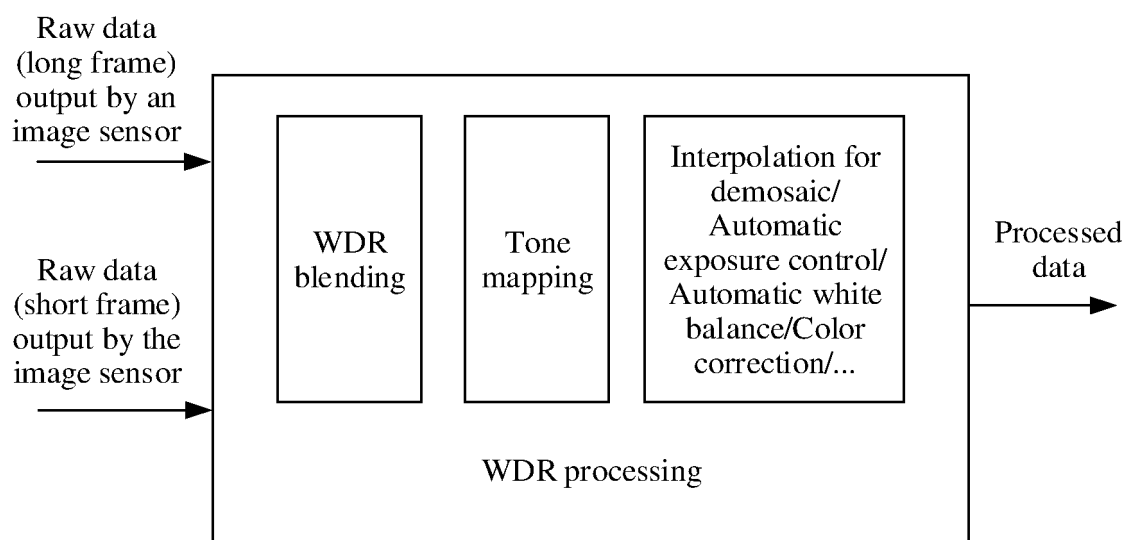 Raw data
(long frame)
output by an
image sensor
Raw data
(short frame)
output by the
image sensor
WDR
blending
Tone
mapping
Interpolation for
demosaic/
Automatic
exposure control/
Automatic white
balance/Color
correction/...
Processed
data
WDR processing